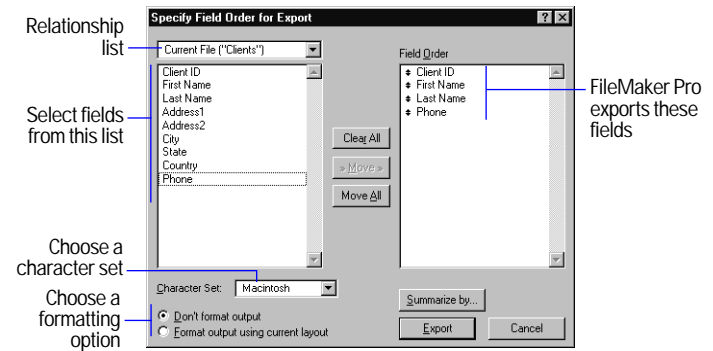 Specify Field Order for Export
Relationship
list
Current File ("Clients")
Select fields
from this list
Client ID
First Name
Last Name
Address1
Address2
City
State
Country
Phone
Clear All
» Move »
Move All
Field Order
Client ID
First Name
Last Name
Phone
FileMaker Pro
exports these
fields
Choose a
character set
Character Set: Macintosh
Choose a
formatting
option
Don't format output
Format output using current layout
Summarize by...
Export
Cancel